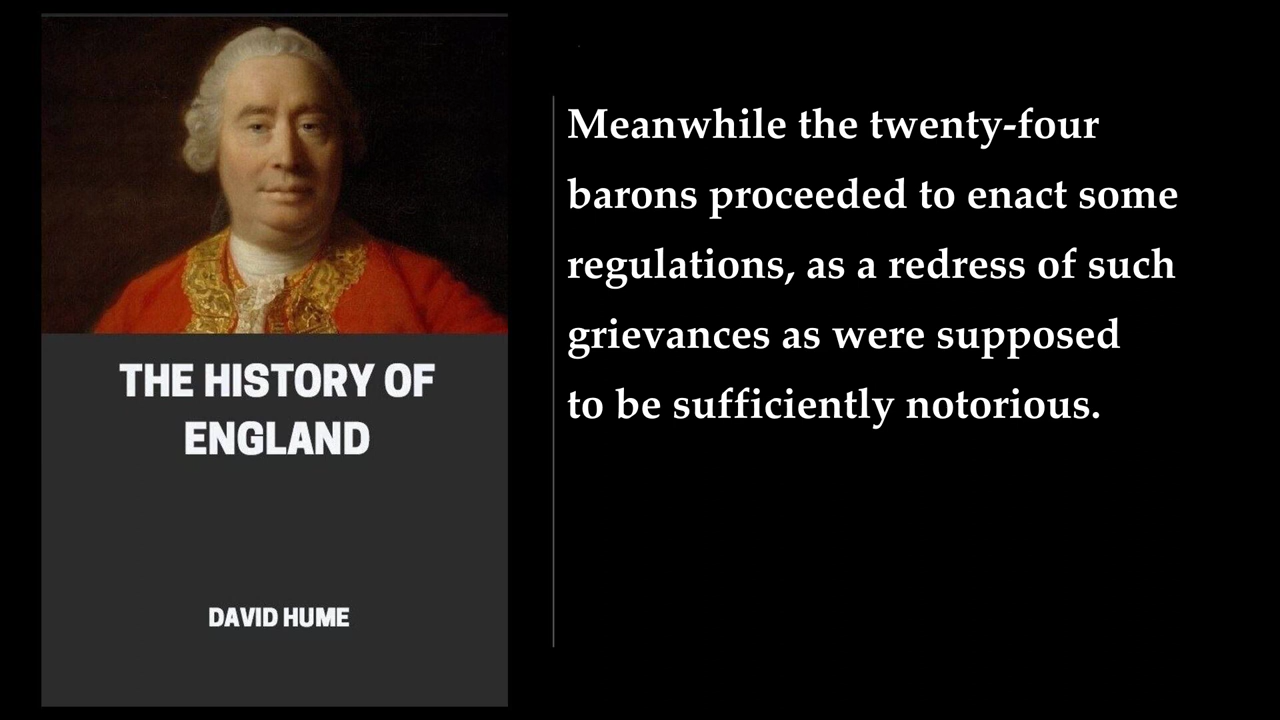 THE HISTORY OF
ENGLAND
DAVID HUME
Meanwhile the twenty-four
barons proceeded to enact some
regulations, as a redress of such
grievances as were supposed
to be sufficiently notorious.